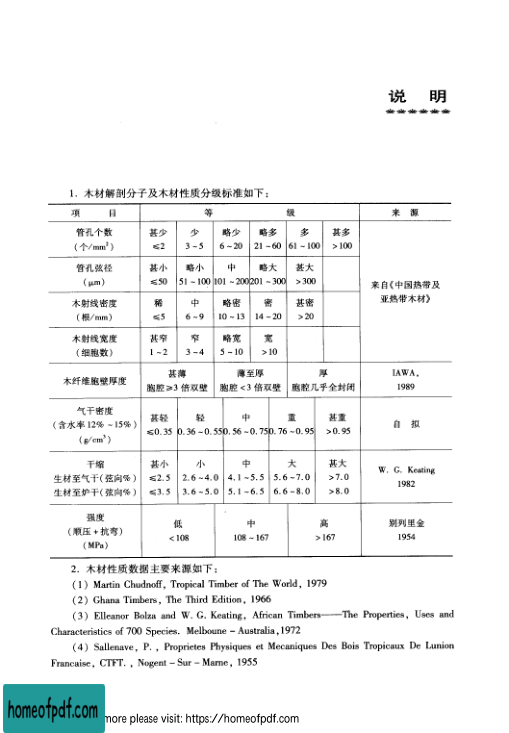 说 明
1. 木材解剖分子及木材性质分级标准如下:
项 目 等 级 来 源
管孔个数 (个/mm²) 甚少 ≤2 少 3~5 略少 6~20 略多 21~60 多 61~100 甚多 >100
管孔弦径 (μm) 甚小 ≤50 略小 51~100 中 101~200 略大 201~300 甚大 >300
来自《中国热带及亚热带木材》
木射线密度 (根/mm) 稀 ≤5 中 6~9 略密 10~13 密 14~20 甚密 >20
木射线宽度 (细胞数) 甚窄 1~2 窄 3~4 略宽 5~10 宽 >10
木纤维胞壁厚度 甚薄 胞腔≥3 倍双壁 薄至厚 胞腔<3 倍双壁 厚 胞腔几乎全封闭 IAWA, 1989
气干密度 (含水率12%~15%) (g/cm³) 甚轻 ≤0.35 轻 0.36~0.55 中 0.56~0.75 重 0.76~0.95 甚重 >0.95 自 拟
干缩 甚小 小 中 大 甚大 W. G. Keating 1982
生材至气干(弦向%) ≤2.5 2.6~4.0 4.1~5.5 5.6~7.0 >7.0
生材至炉干(弦向%) ≤3.5 3.6~5.0 5.1~6.5 6.6~8.0 >8.0
强度 (顺压+抗弯) (MPa) 低 <108 中 108~167 高 >167 别列里金 1954
2. 木材性质数据主要来源如下:
(1) Martin Chudnoff, Tropical Timber of The World, 1979
(2) Ghana Timbers, The Third Edition, 1966
(3) Elleanor Bolza and W. G. Keating, African Timbers——The Properties, Uses and
Characteristics of 700 Species. Melboune – Australia,1972
(4) Sallenave, P. , Proprietes Physiques et Mecaniques Des Bois Tropicaux De Lunion
Francaise, CTFT. , Nogent – Sur – Marne, 1955
homeofpdf.com
more please visit: https://homeofpdf.com